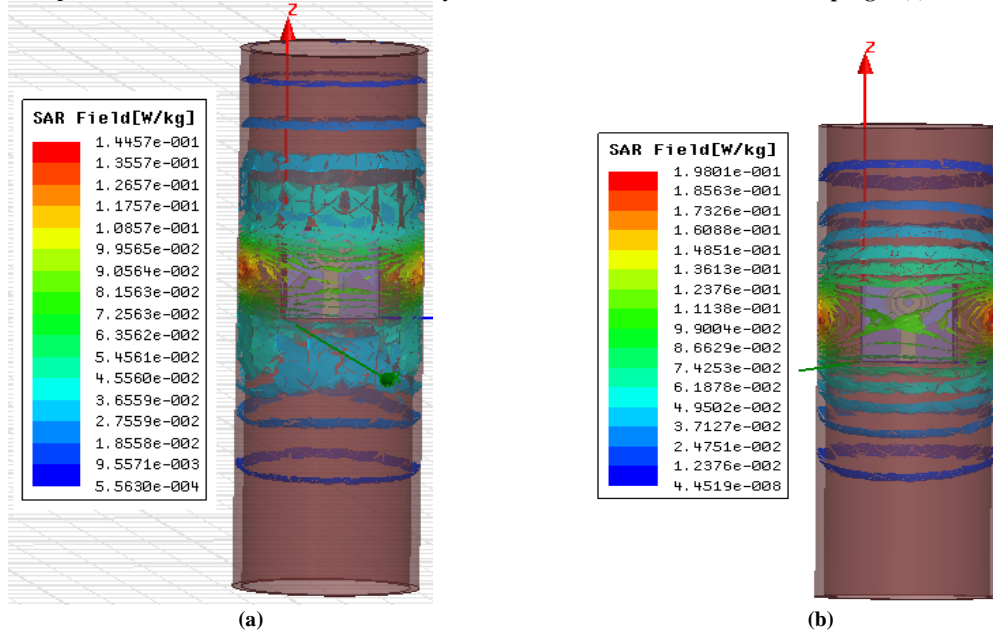 Z
SAR Field[W/kg]
1.4457e-001
1.3557e-001
1.2657e-001
1.1757e-001
1.0857e-001
9.9565e-002
9.0564e-002
8.1563e-002
7.2563e-002
6.3562e-002
5.4561e-002
4.5560e-002
3.6559e-002
2.7559e-002
1.8558e-002
9.5571e-003
5.5630e-004
(a)
Z
SAR Field[W/kg]
1.9801e-001
1.8563e-001
1.7326e-001
1.6088e-001
1.4851e-001
1.3613e-001
1.2376e-001
1.1138e-001
9.9004e-002
8.6629e-002
7.4253e-002
6.1878e-002
4.9502e-002
3.7127e-002
2.4751e-002
1.2376e-002
4.4519e-008
(b)